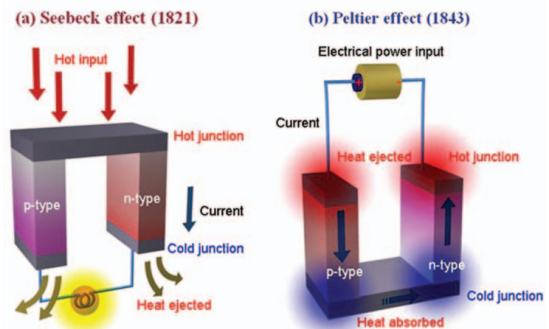 (a) Seebeck effect (1821)
Hot input
Hot junction
p-type
n-type
Current
Cold junction
Heat ejected
(b) Peltier effect (1843)
Electrical power input
Current
Heat ejected
Hot junction
p-type
n-type
Cold junction
Heat absorbed